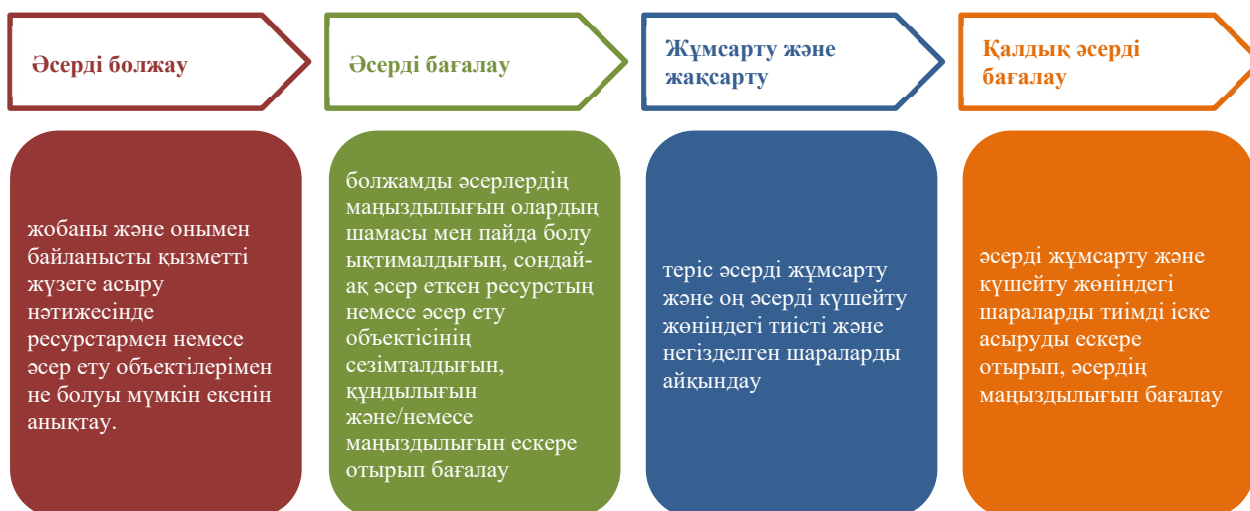 Әсерді болжау
Әсерді бағалау
Жұмсарту және
жақсарту
Қалдық әсерді
бағалау
жобаны және онымен
байланысты қызметті
жүзеге асыру
нәтижесінде
ресурстармен немесе
әсер ету объектілерімен
не болуы мүмкін екенін
анықтау.
болжамды әсерлердің
маңыздылығын олардың
шамасы мен пайда болу
ықтималдығын, сондай-
ақ әсер еткен ресурстың
немесе әсер ету
объектісінің
сезімталдығын,
құндылығын
және/немесе
маңыздылығын ескере
отырып бағалау
теріс әсерді жұмсарту
және оң әсерді күшейту
жөніндегі тиісті және
негізделген шараларды
айқындау
әсерді жұмсарту және
күшейту жөніндегі
шараларды тиімді іске
асыруды ескере
отырып, әсердің
маңыздылығын бағалау